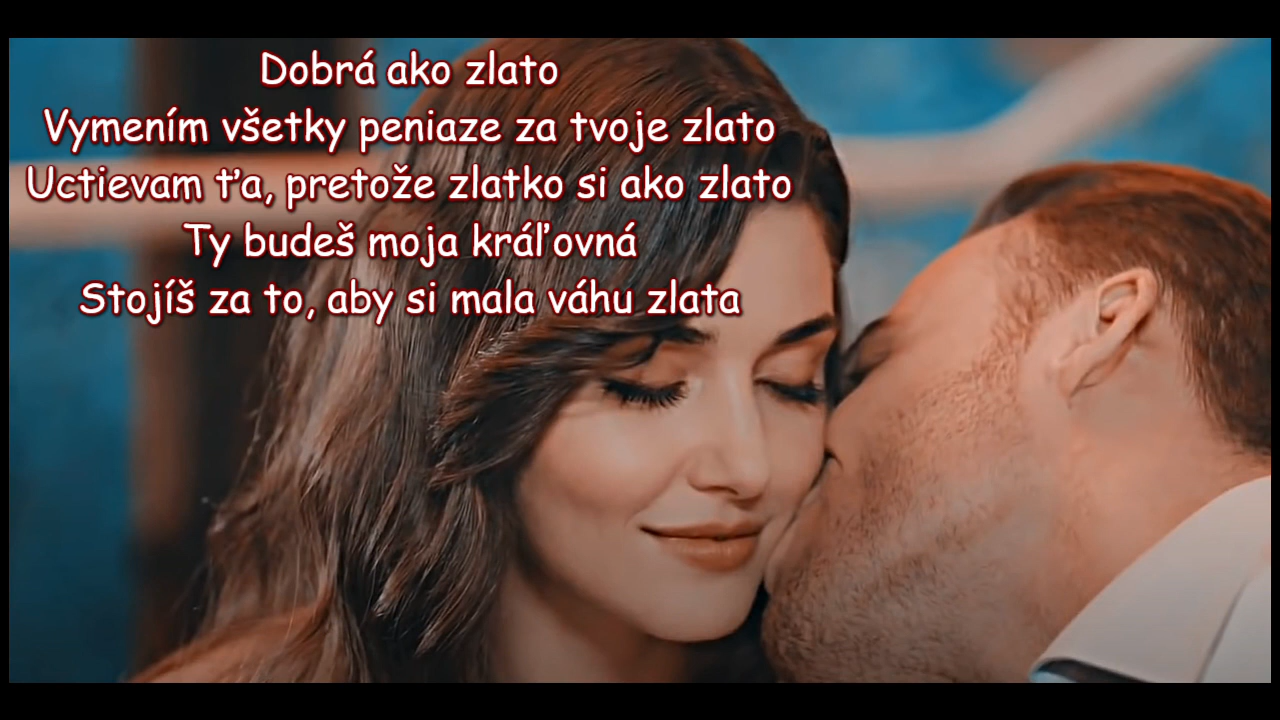 Dobrá ako zlato
Vymením všetky peniaze za tvoje zlato
Uctievam ťa, pretože zlatko si ako zlato
Ty budeš moja kráľovná
Stojíš za to, aby si mala váhu zlata